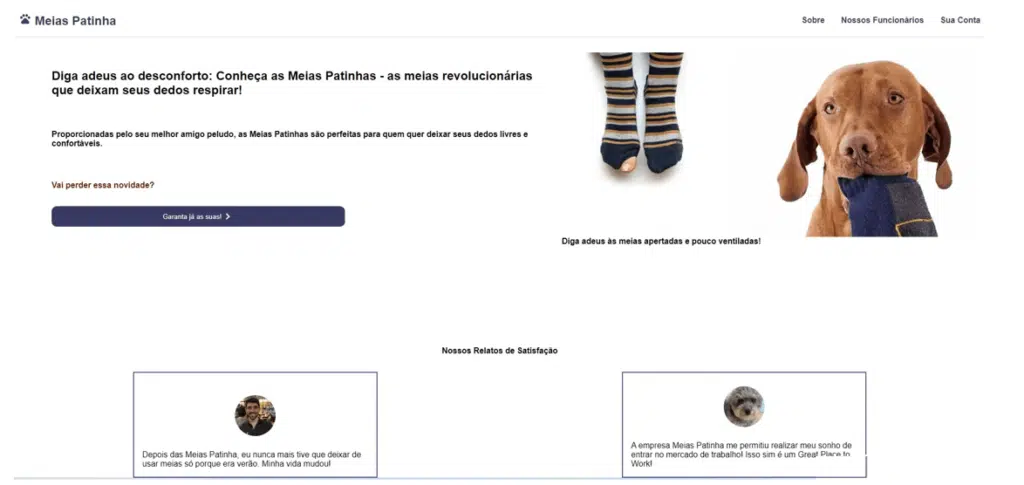 Meias Patinha
Sobre
Nossos Funcionários
Sua Conta
Diga adeus ao desconforto: Conheça as Meias Patinhas - as meias revolucionárias
que deixam seus dedos respirar!
Proporcionadas pelo seu melhor amigo peludo, as Meias Patinhas são perfeitas para quem quer deixar seus dedos livres e
confortáveis.
Vai perder essa novidade?
Garanta já as suas!
Diga adeus às meias apertadas e pouco ventiladas!
Nossos Relatos de Satisfação
Depois das Meias Patinha, eu nunca mais tive que deixar de
usar meias só porque era verão. Minha vida mudou!
A empresa Meias Patinha me permitiu realizar meu sonho de
entrar no mercado de trabalho! Isso sim é um Great Place to
Work!